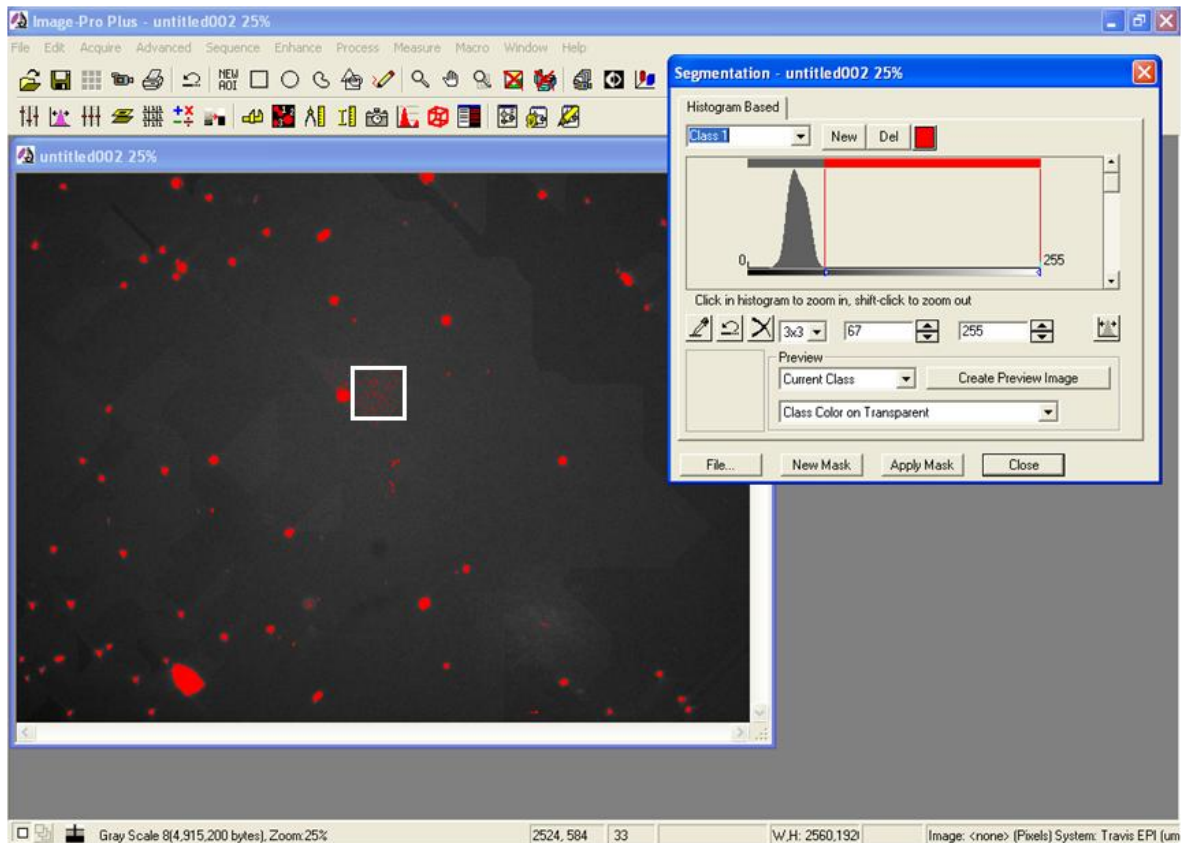 Image-Pro Plus - untitled002 25%
File Edit Acquire Advanced Sequence Enhance Process Measure Macro Window Help
NEW
AOI
Segmentation - untitled002 25%
Histogram Based
Class 1 New Del
untitled002 25%
0 255
Click in histogram to zoom in, shift-click to zoom out
3x3 67 255
Preview
Current Class Create Preview Image
Class Color on Transparent
File... New Mask Apply Mask Close
Gray Scale 8(4,915,200 bytes), Zoom:25% 2524, 584 33 W,H: 2560,192 Image: <none> (Pixels) System: Travis EPI (um